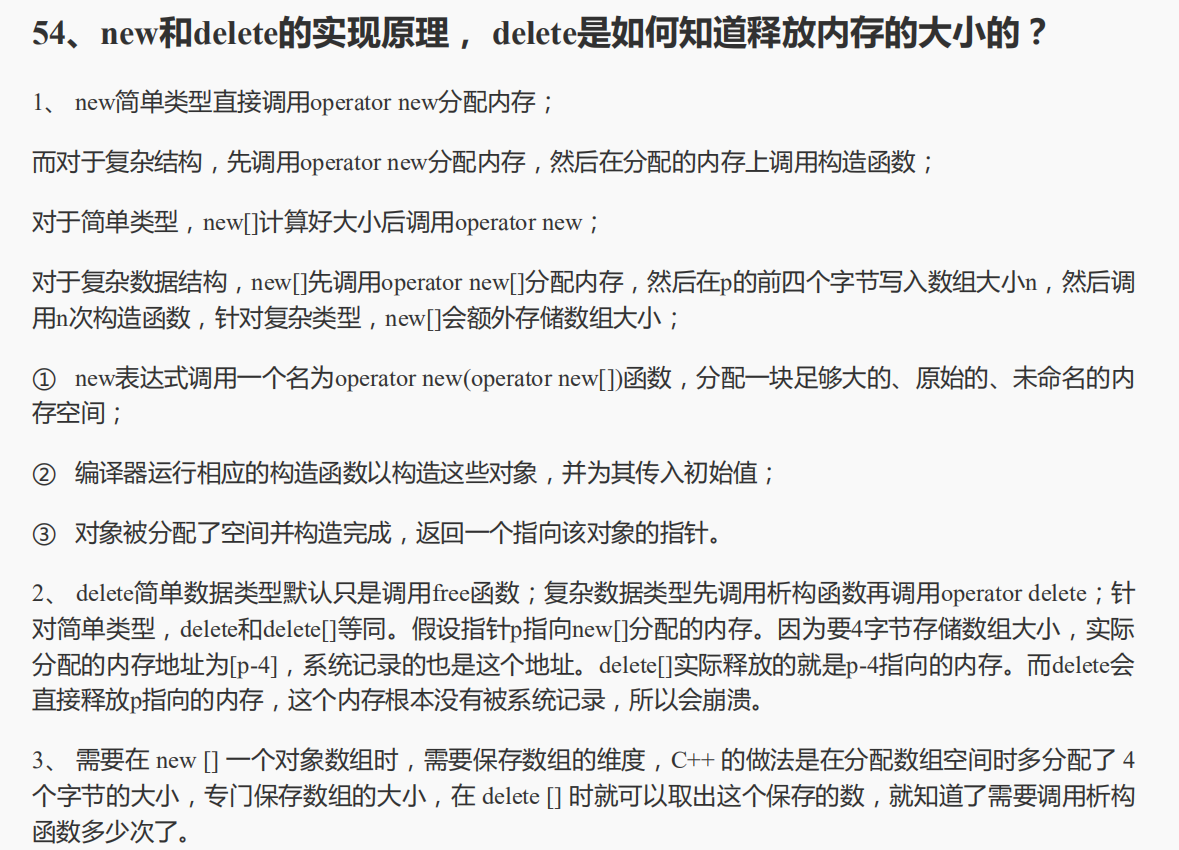 54、new和delete的实现原理， delete是如何知道释放内存的大小的？
1、 new简单类型直接调用operator new分配内存；
而对于复杂结构，先调用operator new分配内存，然后在分配的内存上调用构造函数；
对于简单类型，new[]计算好大小后调用operator new；
对于复杂数据结构，new[]先调用operator new[]分配内存，然后在p的前四个字节写入数组大小n，然后调
用n次构造函数，针对复杂类型，new[]会额外存储数组大小；
① new表达式调用一个名为operator new(operator new[])函数，分配一块足够大的、原始的、未命名的内
存空间；
② 编译器运行相应的构造函数以构造这些对象，并为其传入初始值；
③ 对象被分配了空间并构造完成，返回一个指向该对象的指针。
2、 delete简单数据类型默认只是调用free函数；复杂数据类型先调用析构函数再调用operator delete；针
对简单类型，delete和delete[]等同。假设指针p指向new[]分配的内存。因为要4字节存储数组大小，实际
分配的内存地址为[p-4]，系统记录的也是这个地址。delete[]实际释放的就是p-4指向的内存。而delete会
直接释放p指向的内存，这个内存根本没有被系统记录，所以会崩溃。
3、 需要在 new [] 一个对象数组时，需要保存数组的维度，C++ 的做法是在分配数组空间时多分配了 4
个字节的大小，专门保存数组的大小，在 delete [] 时就可以取出这个保存的数，就知道了需要调用析构
函数多少次了。